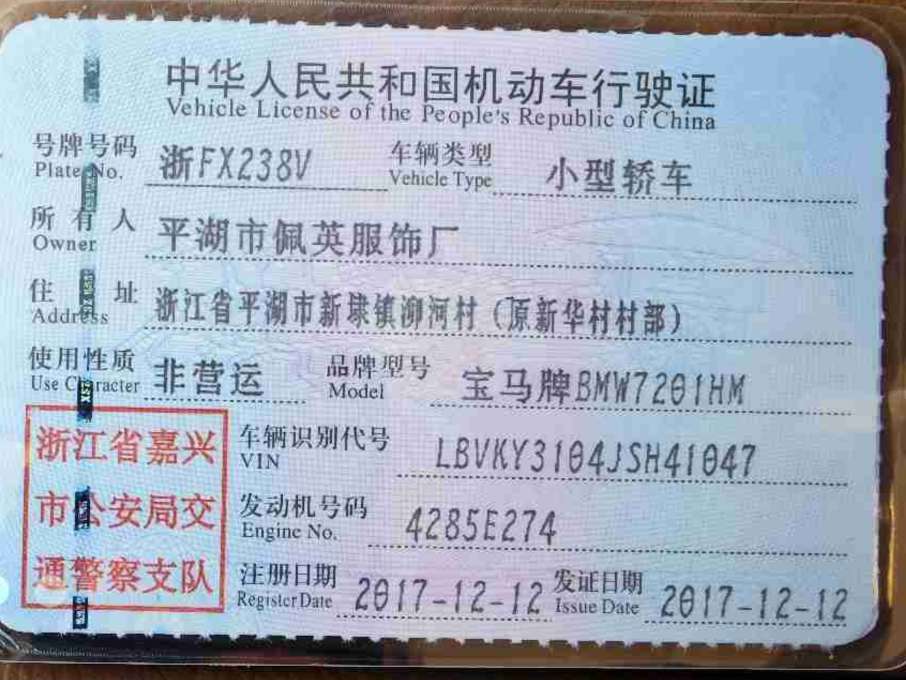 中华人民共和国机动车行驶证
Vehicle License of the People's Republic of China
号牌号码 浙FX238V 车辆类型 小型轿车
Plate No. Vehicle Type
所有人 平湖市佩英服饰厂
Owner
住址 浙江省平湖市新埭镇泖河村（原新华村村部）
Address
使用性质 非营运 品牌型号 宝马牌BMW7201HM
Use Character Model
浙江省嘉兴
市公安局交
通警察支队
车辆识别代号 LBVKY3104JSH41047
VIN
发动机号码 4285E274
Engine No.
注册日期 2017-12-12 发证日期 2017-12-12
Register Date Issue Date